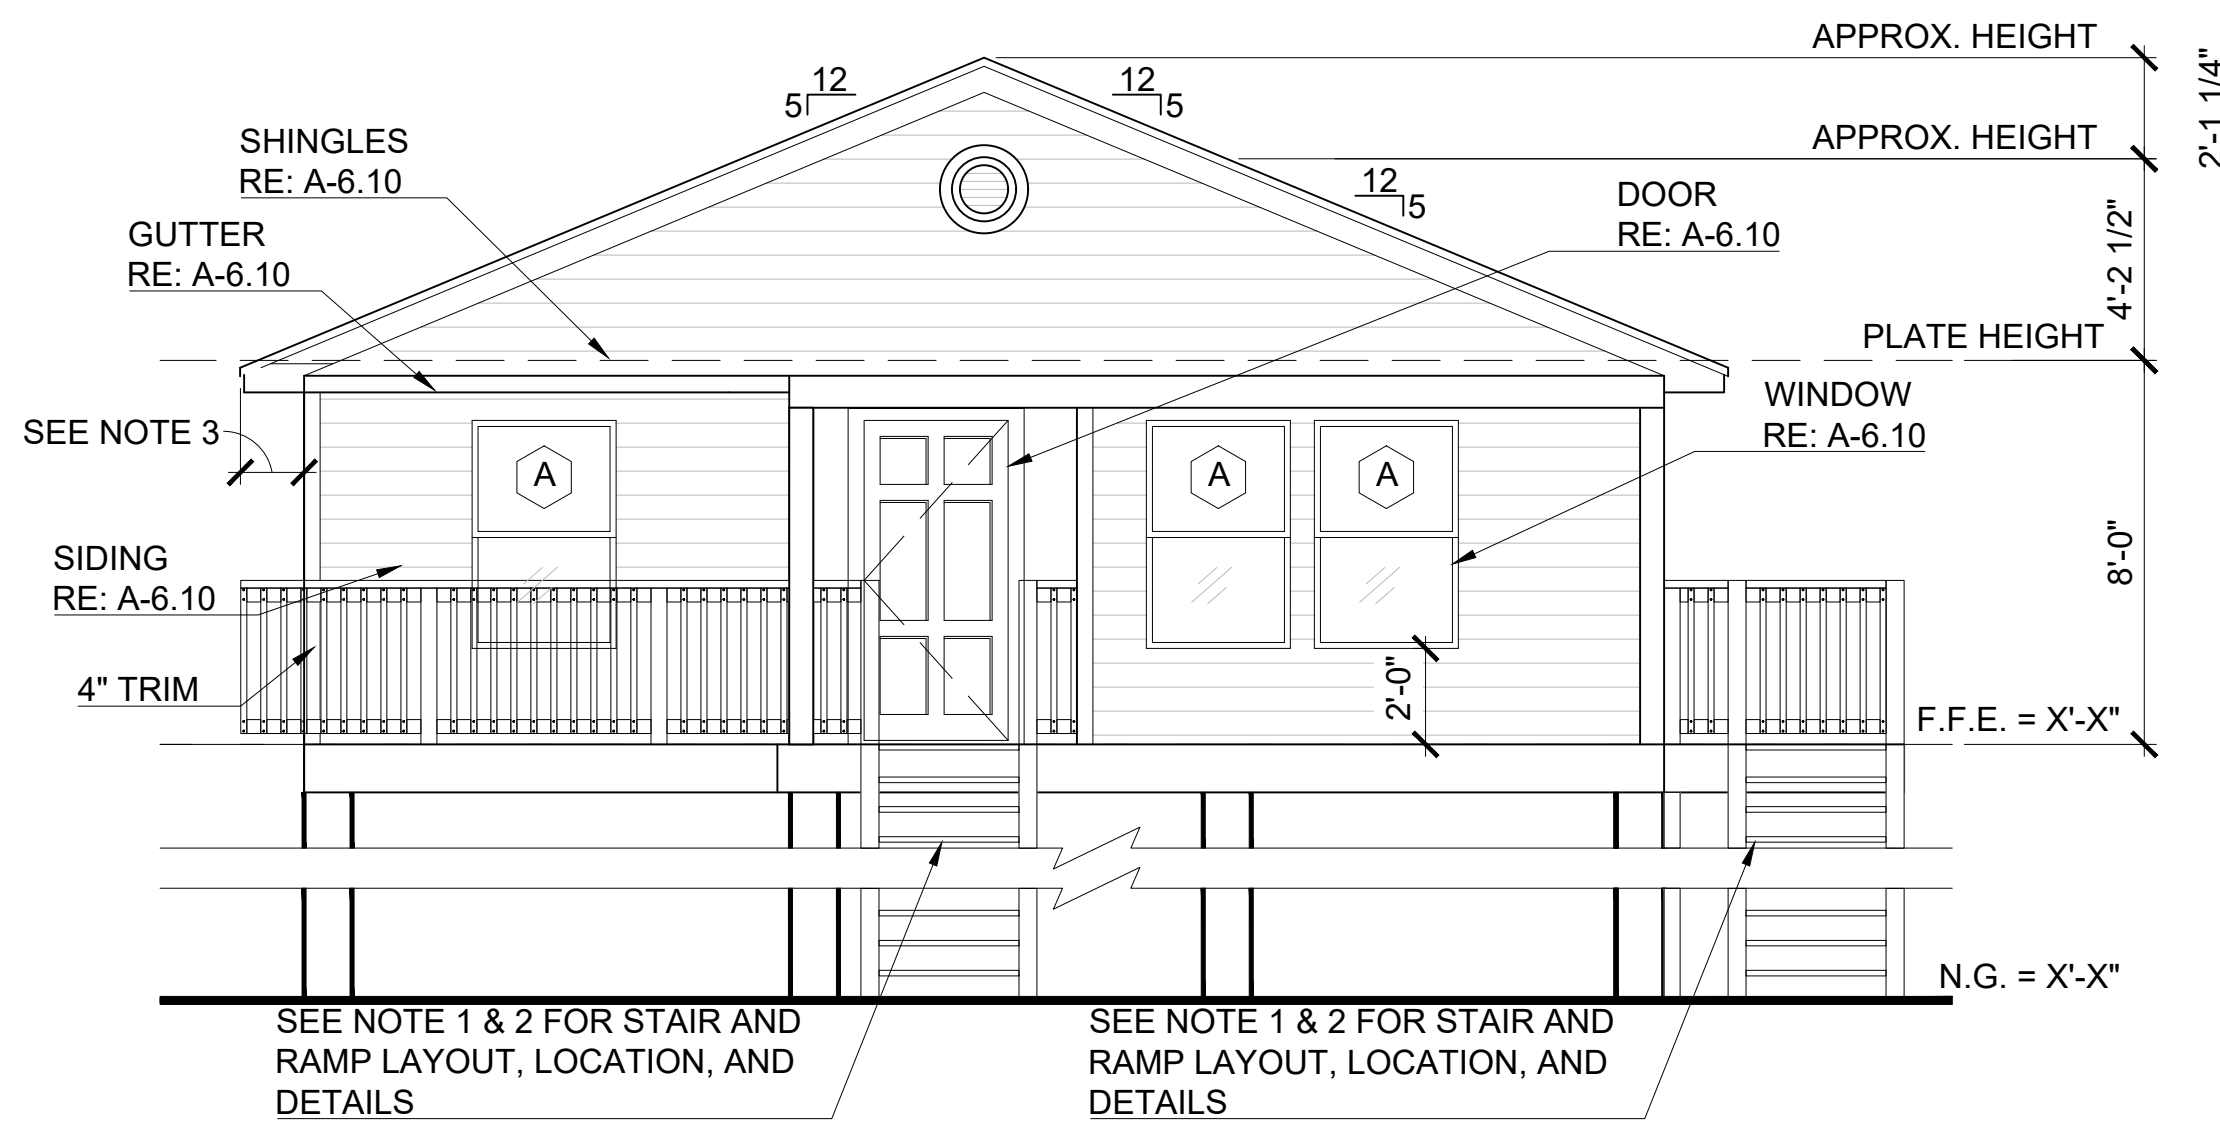 APPROX. HEIGHT
2'-1 1/4"
12
5
12
5
APPROX. HEIGHT
SHINGLES
RE: A-6.10
12
5
DOOR
RE: A-6.10
4'-2 1/2"
GUTTER
RE: A-6.10
PLATE HEIGHT
WINDOW
RE: A-6.10
SEE NOTE 3
A
A
A
8'-0"
SIDING
RE: A-6.10
4" TRIM
2'-0"
F.F.E. = X'-X"
N.G. = X'-X"
SEE NOTE 1 & 2 FOR STAIR AND
RAMP LAYOUT, LOCATION, AND
DETAILS
SEE NOTE 1 & 2 FOR STAIR AND
RAMP LAYOUT, LOCATION, AND
DETAILS